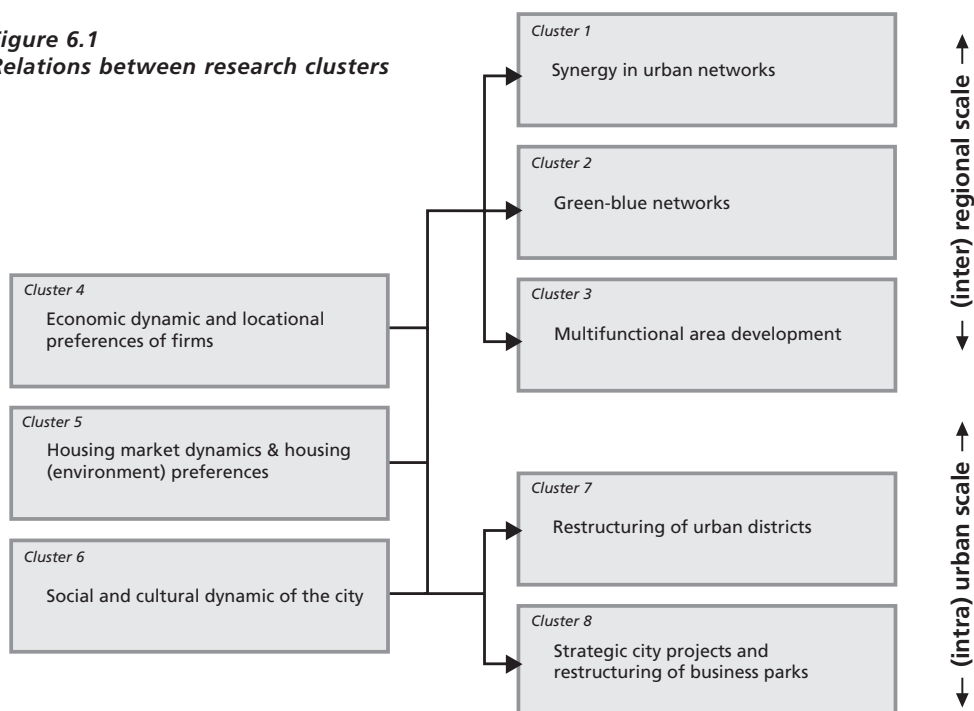 igure 6.1
Relations between research clusters
Cluster 1
Synergy in urban networks
Cluster 2
Green-blue networks
Cluster 3
Multifunctional area development
(inter) regional scale
Cluster 4
Economic dynamic and locational
preferences of firms
Cluster 5
Housing market dynamics & housing
(environment) preferences
Cluster 6
Social and cultural dynamic of the city
Cluster 7
Restructuring of urban districts
Cluster 8
Strategic city projects and
restructuring of business parks
(intra) urban scale